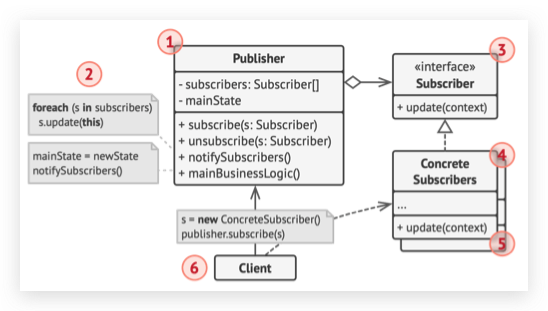 1
Publisher
- subscribers: Subscriber[]
- mainState
+ subscribe(s: Subscriber)
+ unsubscribe(s: Subscriber)
+ notifySubscribers()
+ mainBusinessLogic()
2
foreach (s in subscribers)
s.update(this)
mainState = newState
notifySubscribers()
3
«interface»
Subscriber
+ update(context)
4
Concrete
Subscribers
...
+ update(context)
5
s = new ConcreteSubscriber()
publisher.subscribe(s)
6
Client